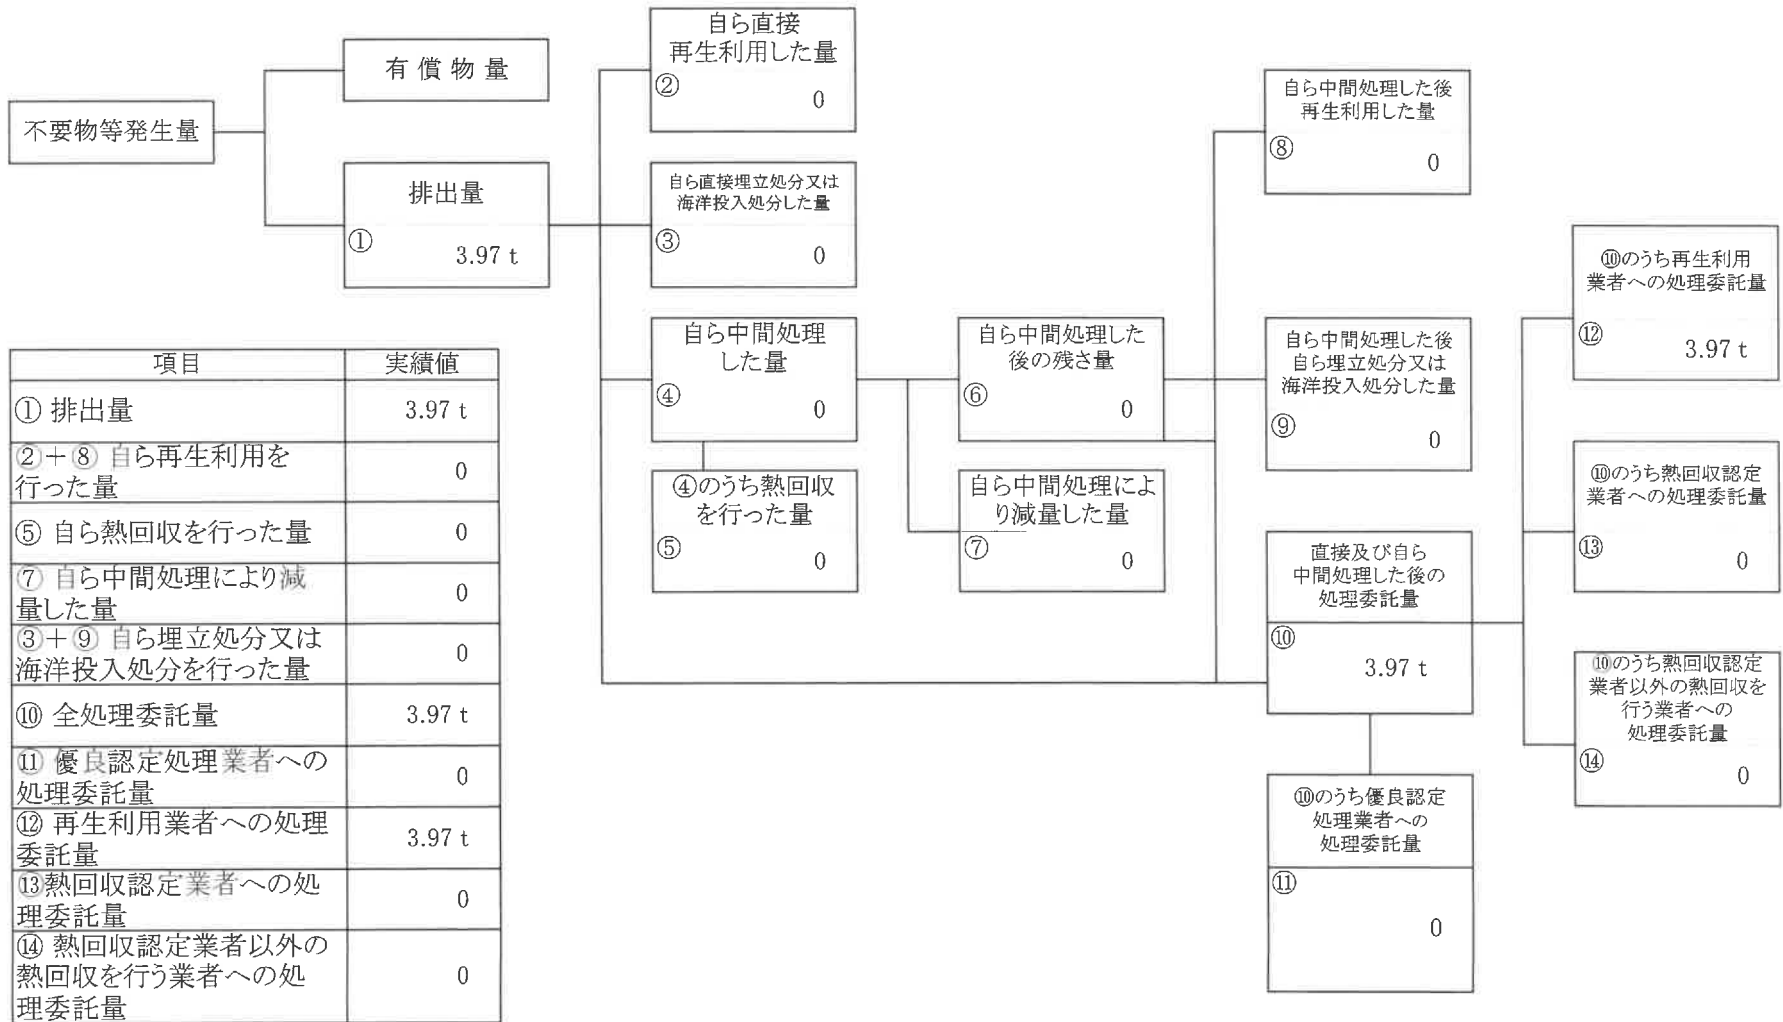 不要物等発生量
有償物量
排出量
①
3.97 t
自ら直接
再生利用した量
②
0
自ら直接埋立処分又は
海洋投入処分した量
③
0
自ら中間処理
した量
④
0
④のうち熱回収
を行った量
⑤
0
自ら中間処理した
後の残さ量
⑥
0
自ら中間処理によ
り減量した量
⑦
0
自ら中間処理した後
再生利用した量
⑧
0
自ら中間処理した後
自ら埋立処分又は
海洋投入処分した量
⑨
0
直接及び自ら
中間処理した後の
処理委託量
⑩
3.97 t
⑩のうち優良認定
処理業者への
処理委託量
⑪
0
⑩のうち再生利用
業者への処理委託量
⑫
3.97 t
⑩のうち熱回収認定
業者への処理委託量
⑬
0
⑩のうち熱回収認定
業者以外の熱回収を
行う業者への
処理委託量
⑭
0
項目 実績値
① 排出量 3.97 t
②＋⑧ 自ら再生利用を
行った量 0
⑤ 自ら熱回収を行った量 0
⑦ 自ら中間処理により減
量した量 0
③＋⑨ 自ら埋立処分又は
海洋投入処分を行った量 0
⑩ 全処理委託量 3.97 t
⑪ 優良認定処理業者への
処理委託量 0
⑫ 再生利用業者への処理
委託量 3.97 t
⑬熱回収認定業者への処
理委託量 0
⑭ 熱回収認定業者以外の
熱回収を行う業者への処
理委託量 0